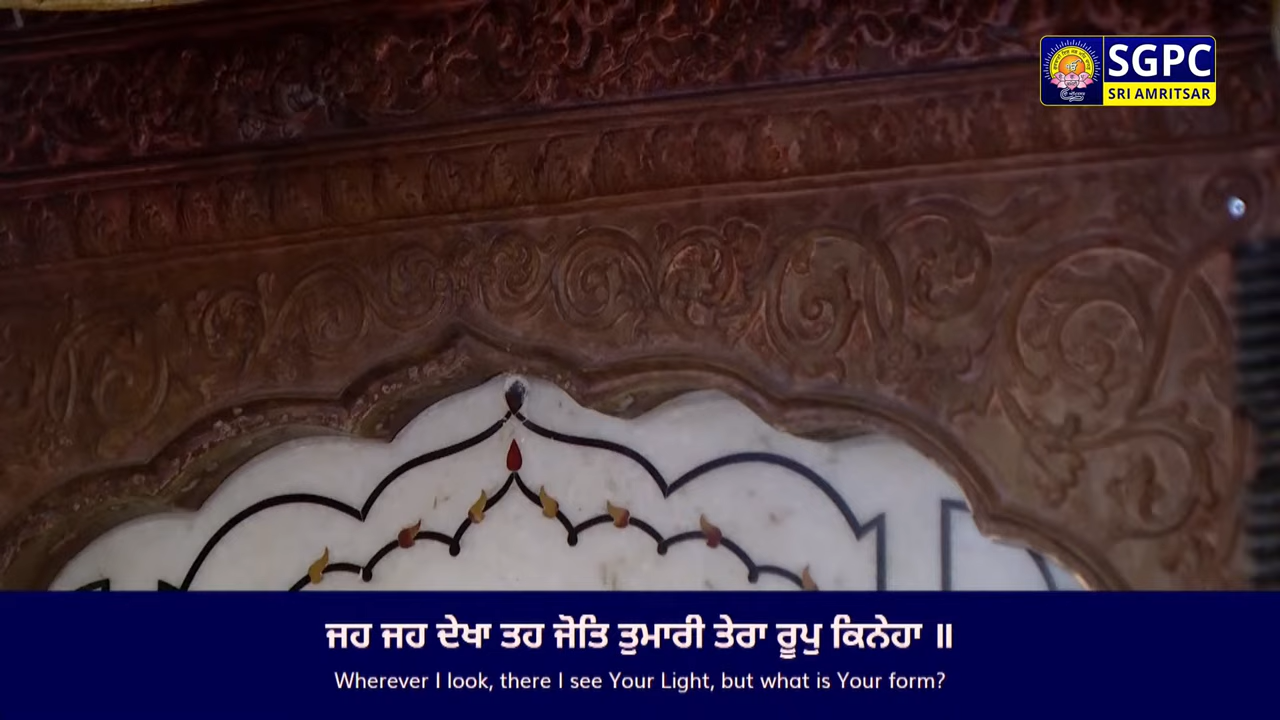 SGPC
SRI AMRITSAR
ਜਹ ਜਹ ਦੇਖਾ ਤਹ ਜੋਤਿ ਤੁਮਾਰੀ ਤੇਰਾ ਰੂਪੁ ਕਿਨੇਹਾ ॥
Wherever I look, there I see Your Light, but what is Your form?